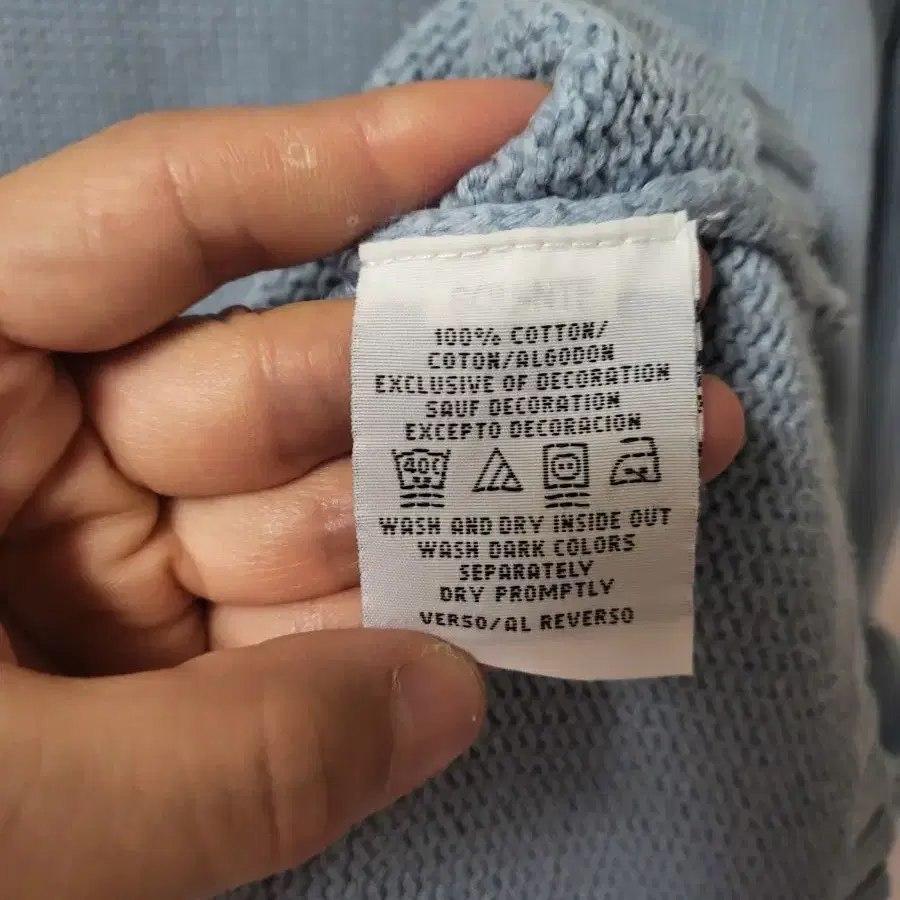 100% COTTON/
COTON/ALGODON
EXCLUSIVE OF DECORATION
SAUF DECORATION
EXCEPTO DECORACION
40C
WASH AND DRY INSIDE OUT
WASH DARK COLORS
SEPARATELY
DRY PROMPTLY
VERSO/AL REVERSO